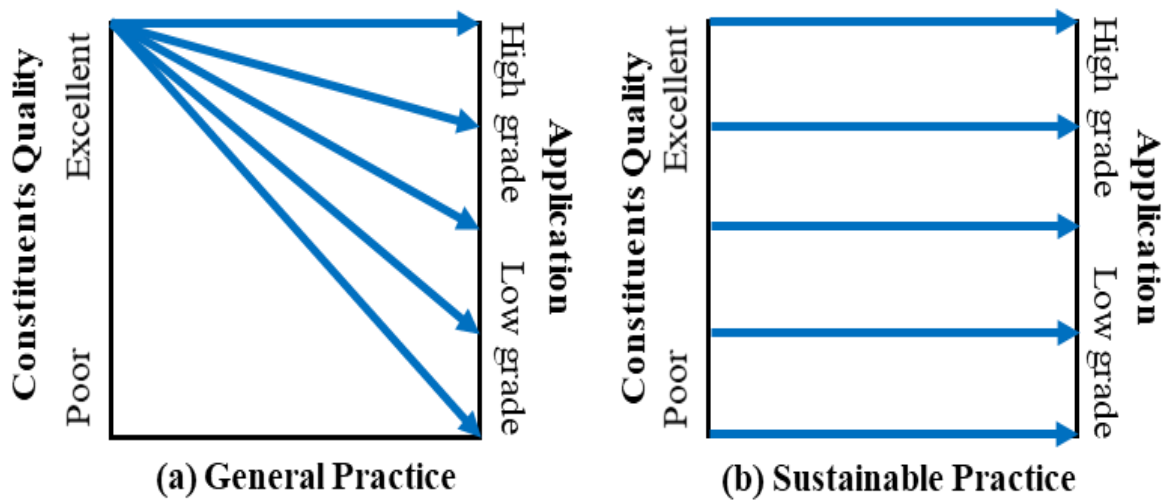 Constituents Quality
Excellent
Poor
High grade
Low grade
Application
(a) General Practice
Constituents Quality
Excellent
Poor
High grade
Low grade
Application
(b) Sustainable Practice